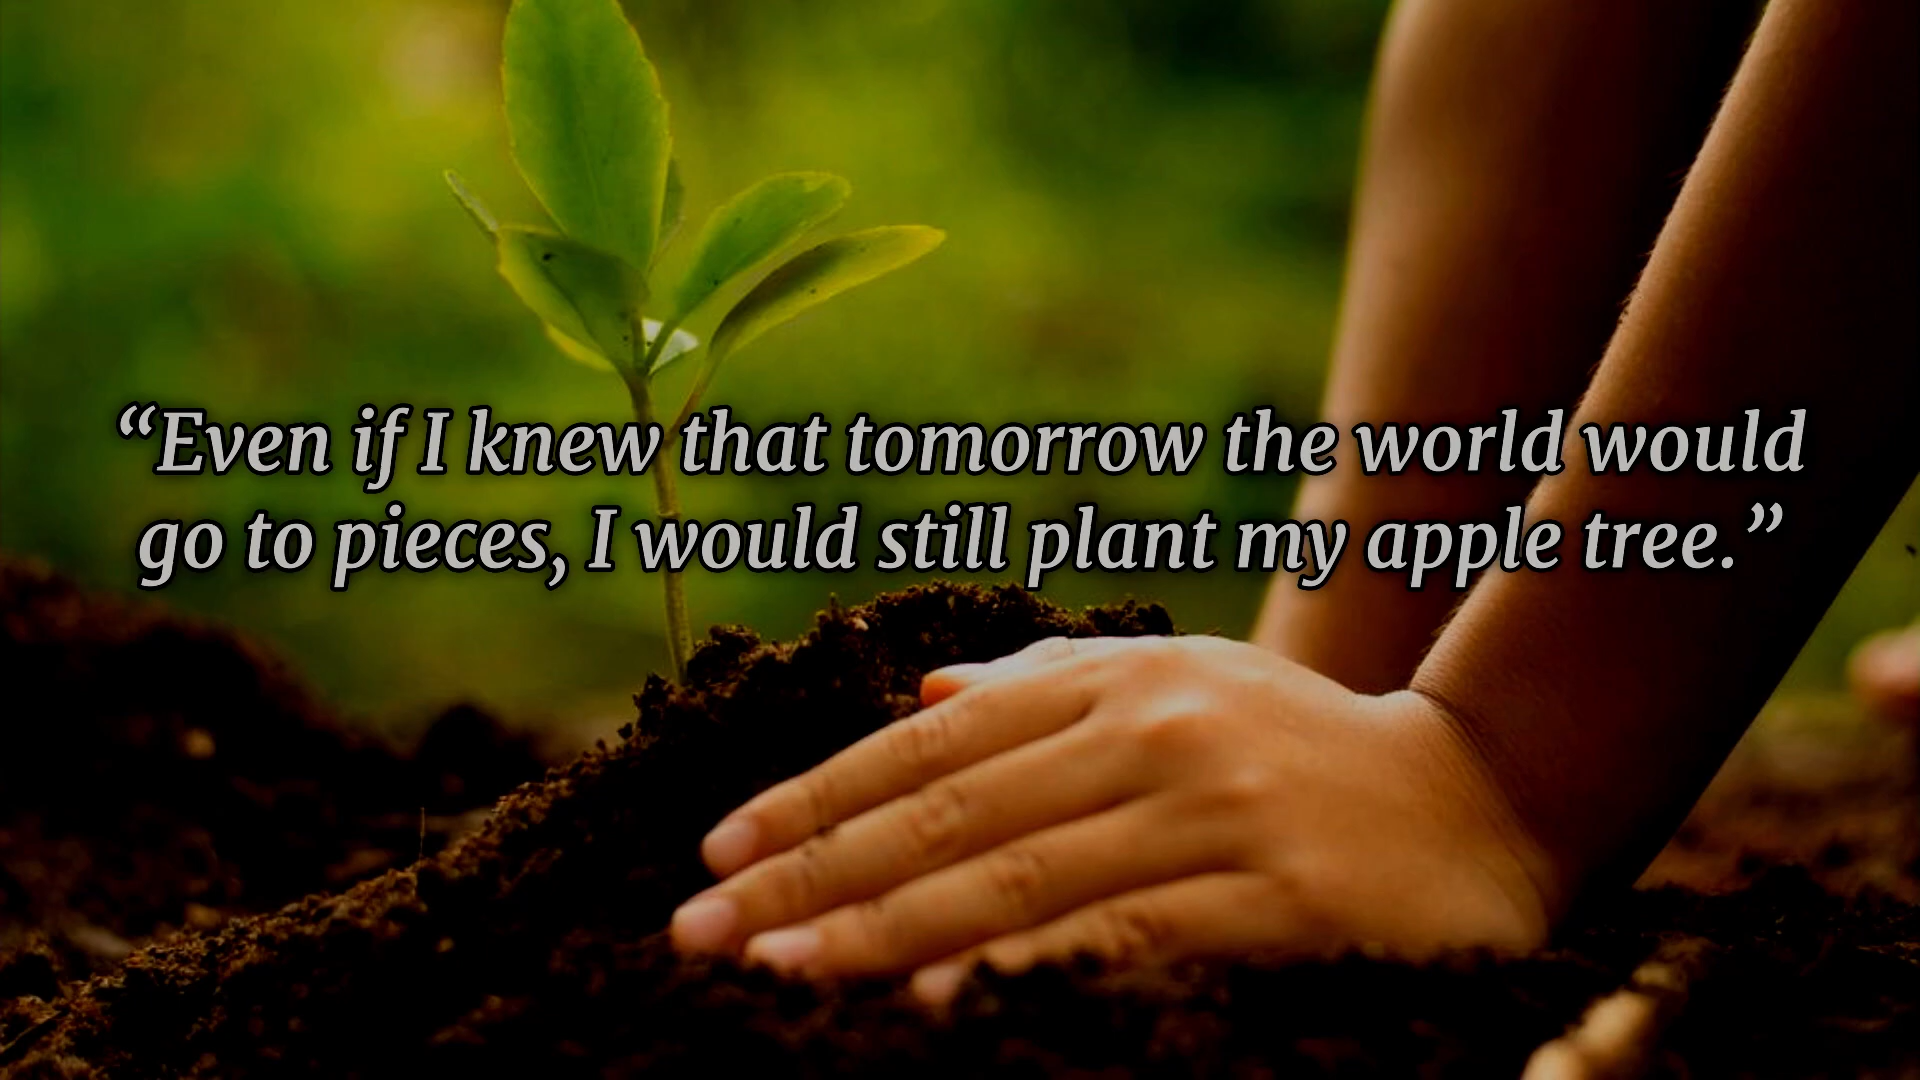 “Even if I knew that tomorrow the world would
go to pieces, I would still plant my apple tree.”